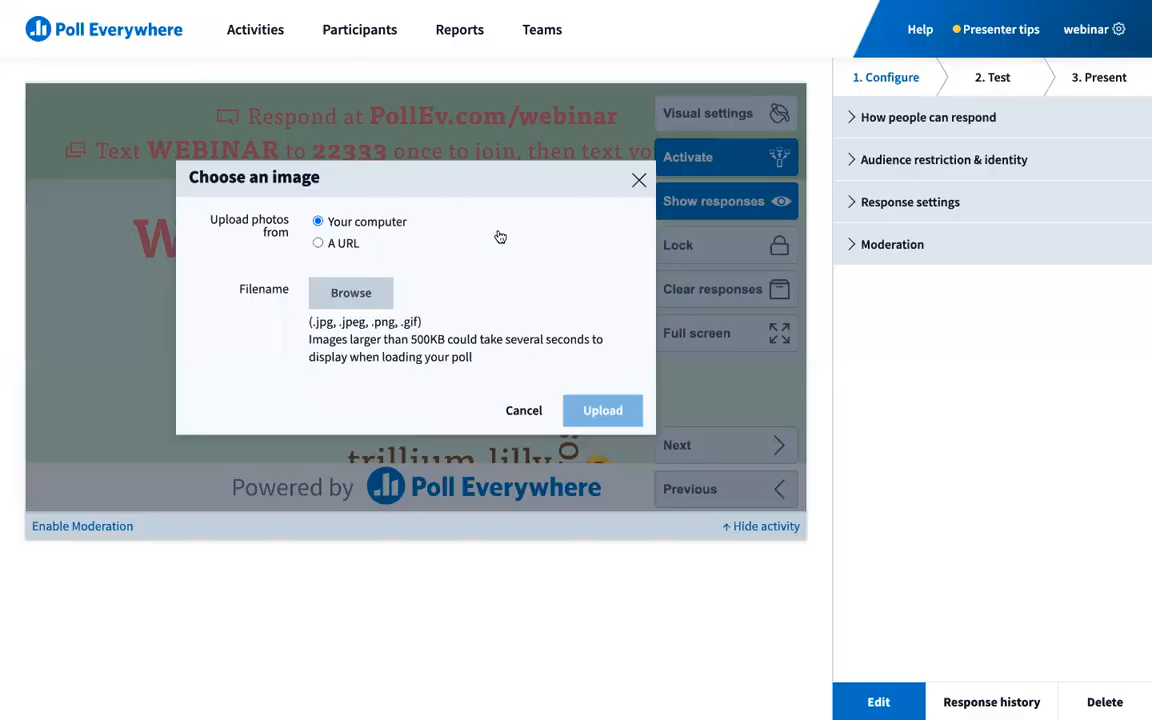 Poll Everywhere
Activities
Participants
Reports
Teams
Help
Presenter tips
webinar
1. Configure
2. Test
3. Present
How people can respond
Audience restriction & identity
Response settings
Moderation
Respond at PollEv.com/webinar
Text WEBINAR to 22333 once to join, then text yo
W
Visual settings
Activate
Show responses
Lock
Clear responses
Full screen
Next
Previous
Choose an image
Upload photos
from
Your computer
A URL
Filename
Browse
(.jpg, .jpeg, .png, .gif)
Images larger than 500KB could take several seconds to
display when loading your poll
Cancel
Upload
trillium lilly
Powered by Poll Everywhere
Enable Moderation
↑ Hide activity
Edit
Response history
Delete